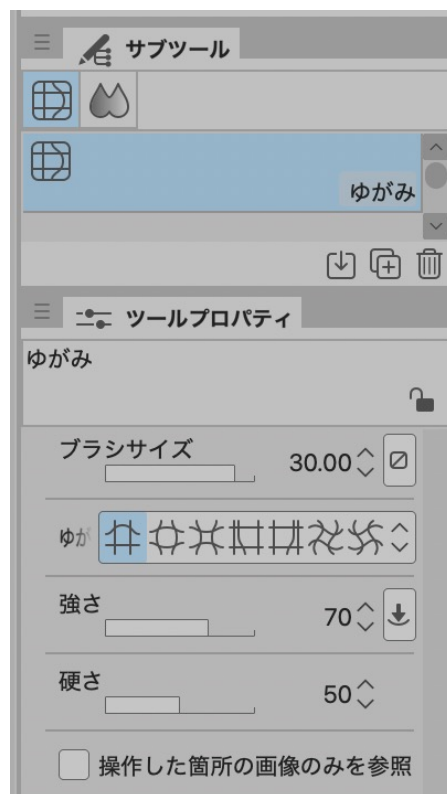 サブツール
ゆがみ
ツールプロパティ
ゆがみ
ブラシサイズ 30.00
ゆが
強さ 70
硬さ 50
操作した箇所の画像のみを参照